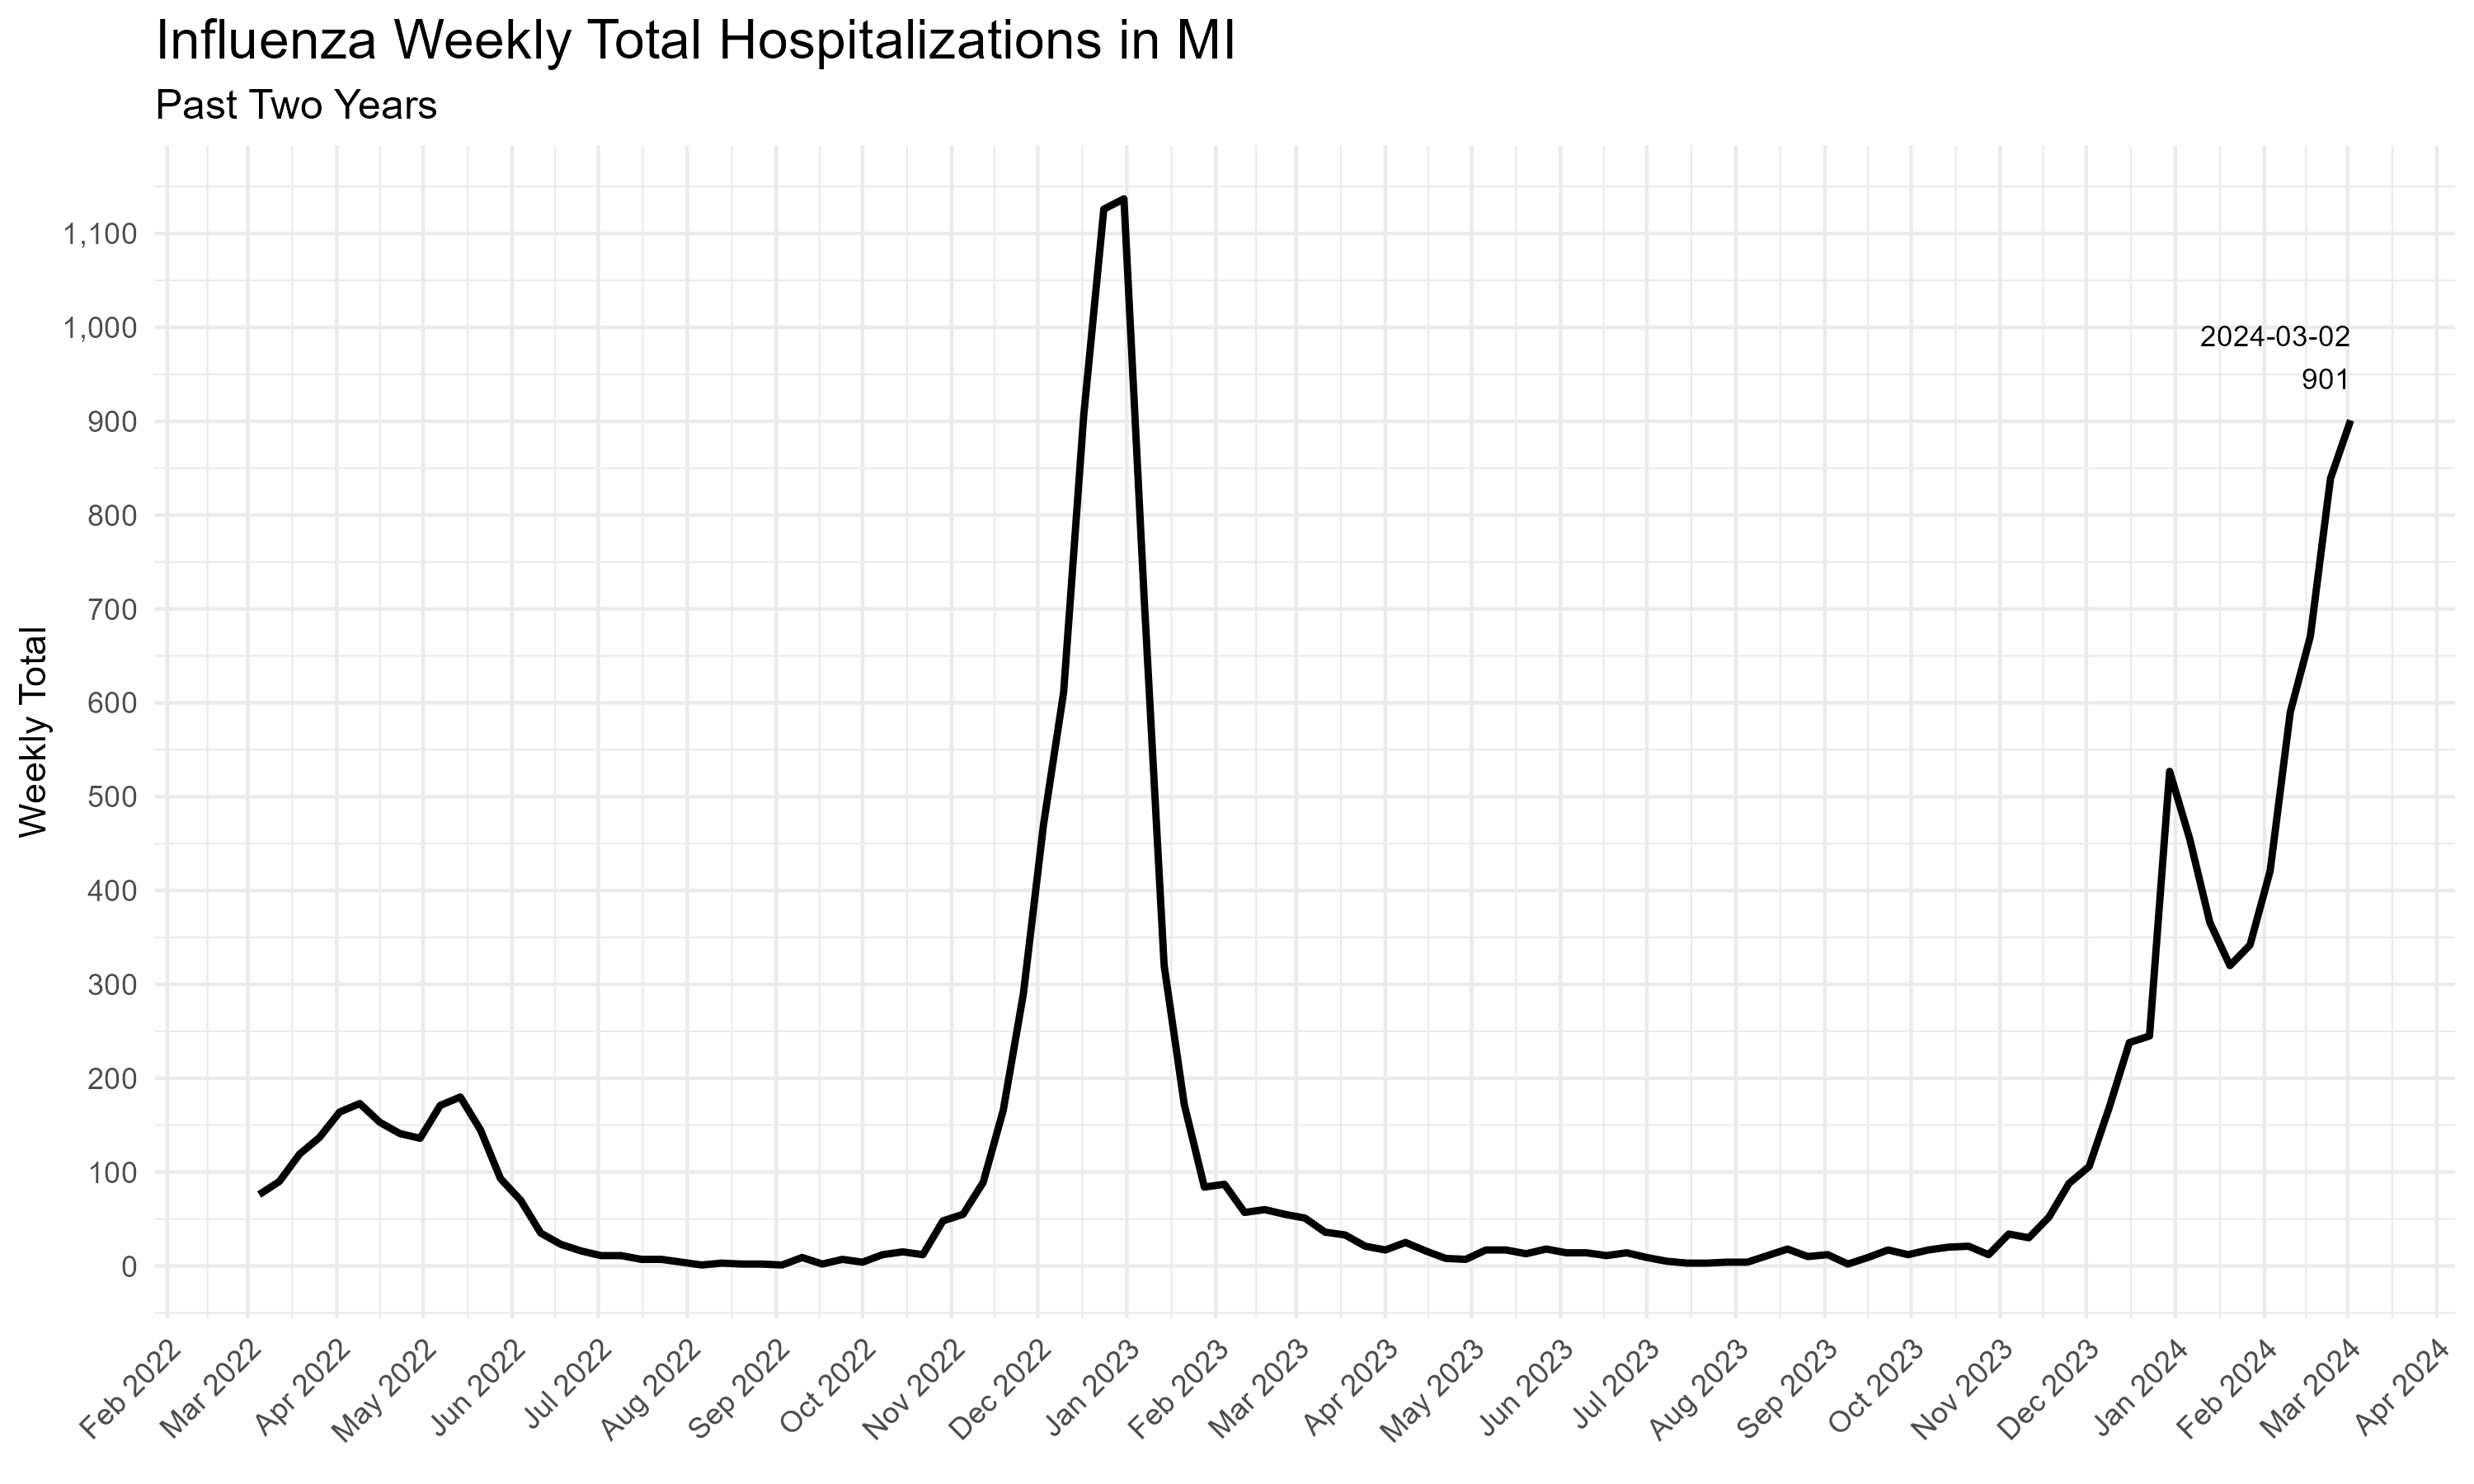 Influenza Weekly Total Hospitalizations in MI
Past Two Years
Weekly Total
1,100
1,000
900
800
700
600
500
400
300
200
100
0
2024-03-02
901
Feb 2022
Mar 2022
Apr 2022
May 2022
Jun 2022
Jul 2022
Aug 2022
Sep 2022
Oct 2022
Nov 2022
Dec 2022
Jan 2023
Feb 2023
Mar 2023
Apr 2023
May 2023
Jun 2023
Jul 2023
Aug 2023
Sep 2023
Oct 2023
Nov 2023
Dec 2023
Jan 2024
Feb 2024
Mar 2024
Apr 2024